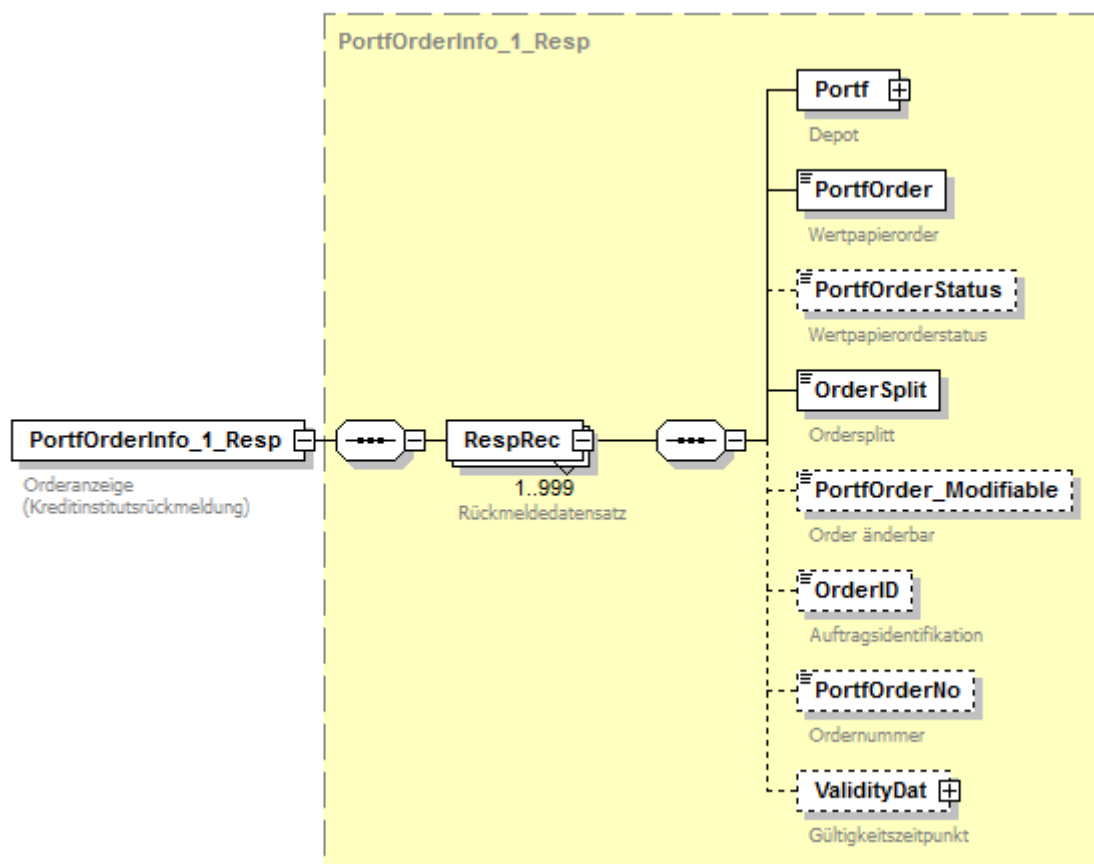 PortfOrderInfo_1_Resp
Portf
Depot
PortfOrder
Wertpapierorder
PortfOrderStatus
Wertpapierorderstatus
OrderSplit
Ordersplitt
PortfOrderInfo_1_Resp
Orderanzeige
(Kreditinstitutsrückmeldung)
RespRec
1..999
Rückmeldedatensatz
PortfOrder_Modifiable
Order änderbar
OrderID
Auftragsidentifikation
PortfOrderNo
Ordernummer
ValidityDat
Gültigkeitszeitpunkt